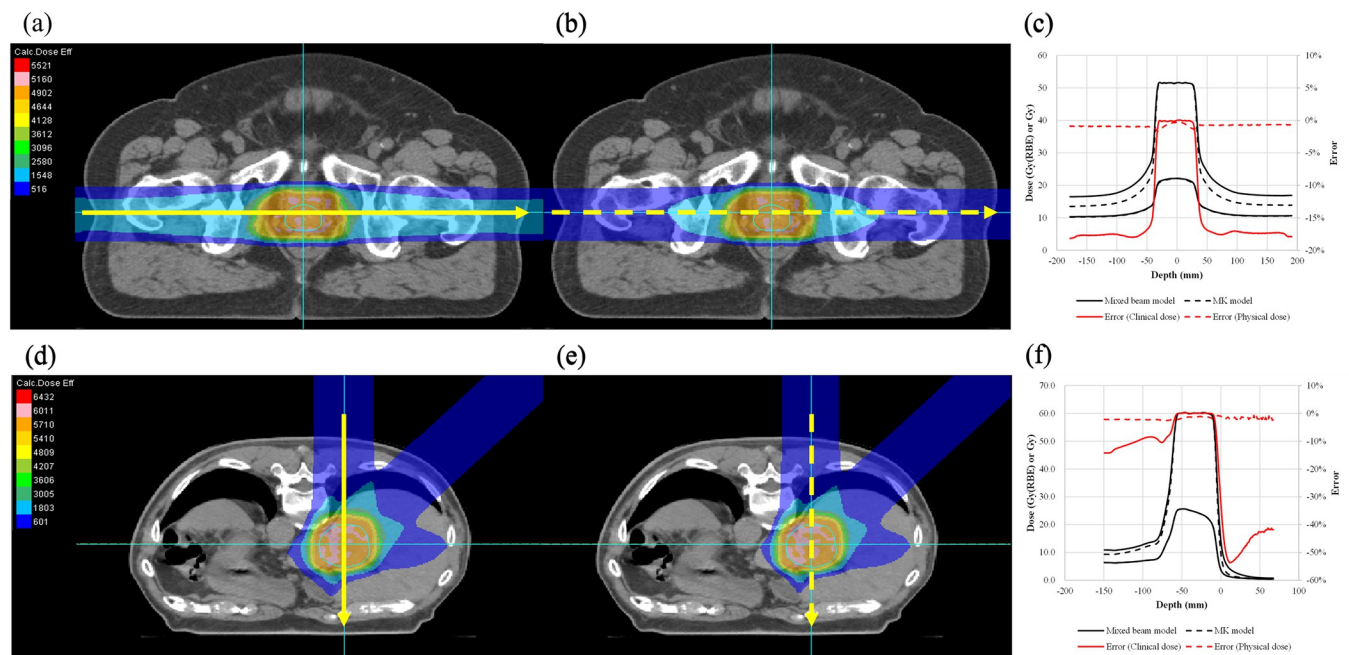 (a)
(b)
(c)
Calc.Dose Eff
5521
5160
4902
4644
4128
3612
3096
2580
1548
516
60
50
40
30
20
10
0
10%
5%
0%
-5%
-10%
-15%
-20%
-200 -150 -100 -50 0 50 100 150 200
Dose (Gy(RBE) or Gy)
Error
Depth (mm)
Mixed beam model
MK model
Error (Clinical dose)
Error (Physical dose)
(d)
(e)
(f)
Calc.Dose Eff
6432
6011
5710
5410
4809
4207
3606
3005
1803
601
70.0
60.0
50.0
40.0
30.0
20.0
10.0
0.0
10%
0%
-10%
-20%
-30%
-40%
-50%
-60%
-150 -100 -50 0 50 100
Dose (Gy(RBE) or Gy)
Error
Depth (mm)
Mixed beam model
MK model
Error (Clinical dose)
Error (Physical dose)